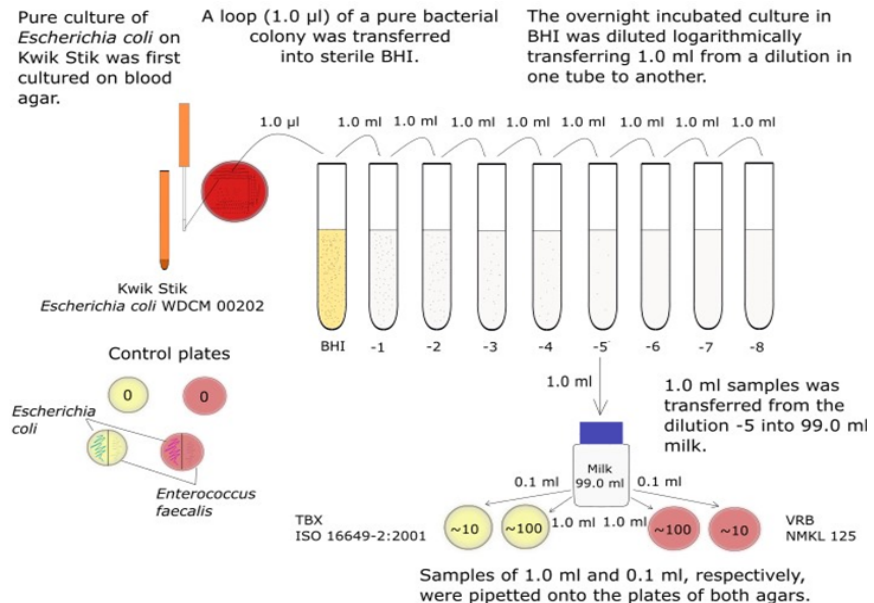 Pure culture of
Escherichia coli on
Kwik Stik was first
cultured on blood
agar.
A loop (1.0 µl) of a pure bacterial
colony was transferred
into sterile BHI.
The overnight incubated culture in
BHI was diluted logarithmically
transferring 1.0 ml from a dilution in
one tube to another.
1.0 µl 1.0 ml 1.0 ml 1.0 ml 1.0 ml 1.0 ml 1.0 ml 1.0 ml 1.0 ml
Kwik Stik
Escherichia coli WDCM 00202
BHI -1 -2 -3 -4 -5 -6 -7 -8
Control plates
0 0
Escherichia
coli
Enterococcus
faecalis
1.0 ml
1.0 ml samples was
transferred from the
dilution -5 into 99.0 ml
milk.
Milk
99.0 ml
0.1 ml 0.1 ml
TBX
ISO 16649-2:2001
~10 ~100 1.0 ml 1.0 ml ~100 ~10
VRB
NMKL 125
Samples of 1.0 ml and 0.1 ml, respectively,
were pipetted onto the plates of both agars.